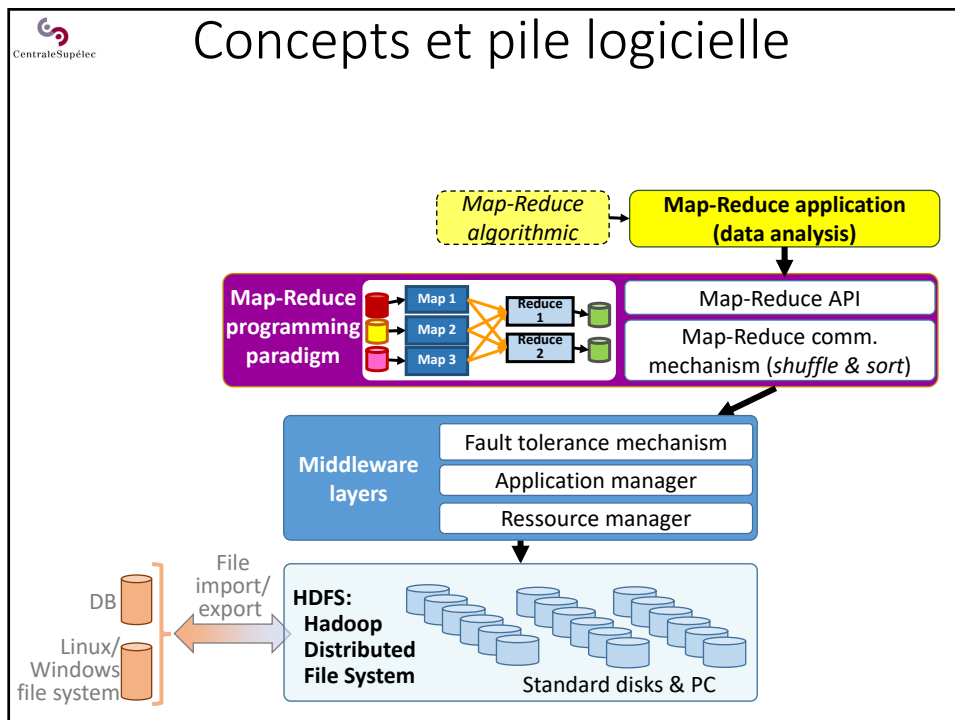 CentraleSupélec
Concepts et pile logicielle
Map-Reduce
algorithmic
Map-Reduce application
(data analysis)
Map-Reduce
programming
paradigm
Map 1
Map 2
Map 3
Reduce
1
Reduce
2
Map-Reduce API
Map-Reduce comm.
mechanism (shuffle & sort)
Middleware
layers
Fault tolerance mechanism
Application manager
Ressource manager
DB
Linux/
Windows
file system
File
import/
export
HDFS:
Hadoop
Distributed
File System
Standard disks & PC